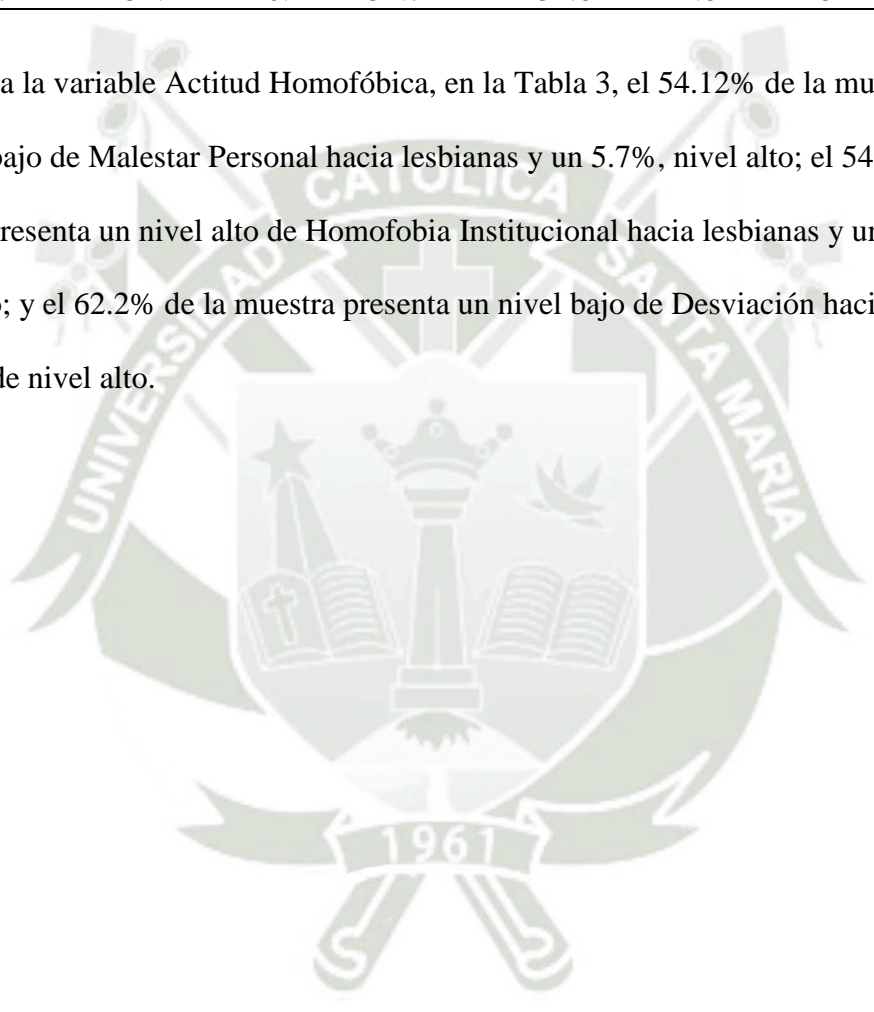 a la variable Actitud Homofóbica, en la Tabla 3, el 54.12% de la mu
bajo de Malestar Personal hacia lesbianas y un 5.7%, nivel alto; el 54
resenta un nivel alto de Homofobia Institucional hacia lesbianas y un
; y el 62.2% de la muestra presenta un nivel bajo de Desviación haci
de nivel alto.
UNIVERSIDAD CATOLICA SANTA MARIA
1961